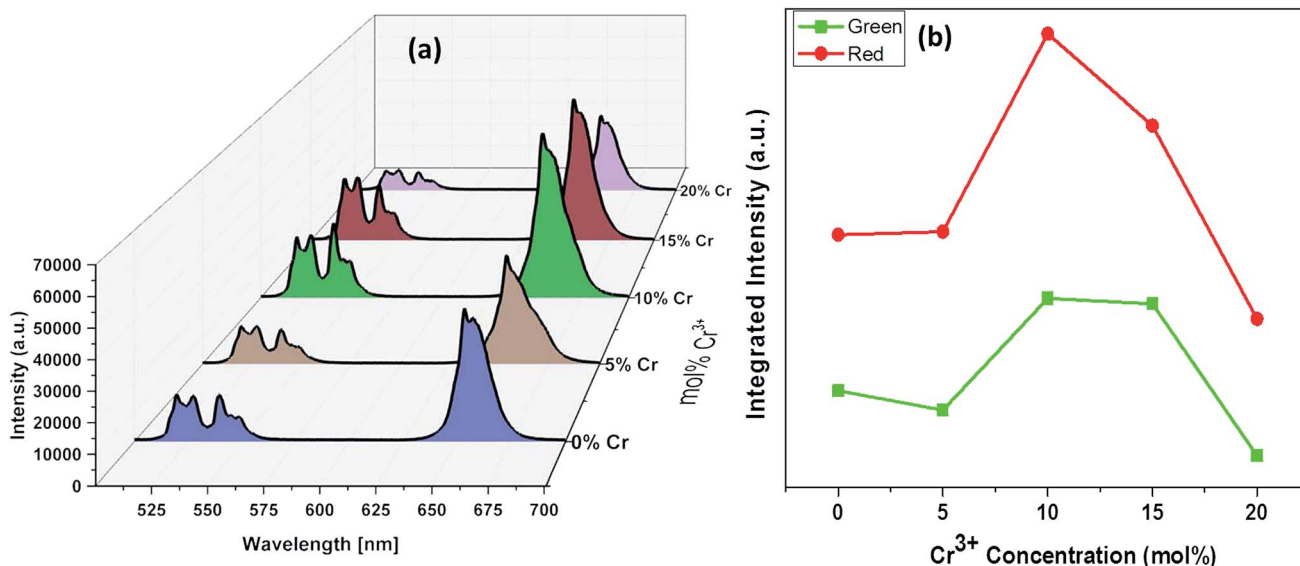 (a)
70000
60000
50000
40000
30000
20000
10000
0
Intensity (a.u.)
525 550 575 600 625 650 675 700
Wavelength [nm]
20% Cr
15% Cr
10% Cr
5% Cr
0% Cr
mol% Cr³⁺
(b)
Green
Red
Integrated Intensity (a.u.)
0 5 10 15 20
Cr³⁺ Concentration (mol%)